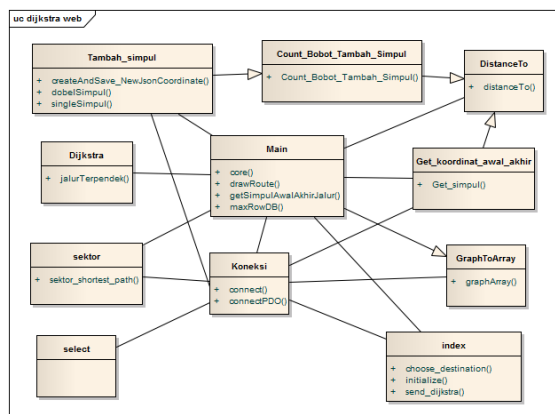 uc dijkstra web
Tambah_simpul
+ createAndSave_NewJsonCoordinate()
+ dobelSimpul()
+ singleSimpul()
Count_Bobot_Tambah_Simpul
+ Count_Bobot_Tambah_Simpul()
DistanceTo
+ distanceTo()
Dijkstra
+ jalurTerpendek()
Main
+ core()
+ drawRoute()
+ getSimpulAwalAkhirJalur()
+ maxRowDB()
Get_koordinat_awal_akhir
+ Get_simpul()
sektor
+ sektor_shortest_path()
Koneksi
+ connect()
+ connectPDO()
GraphToArray
+ graphArray()
select
index
+ choose_destination()
+ initialize()
+ send_dijkstra()